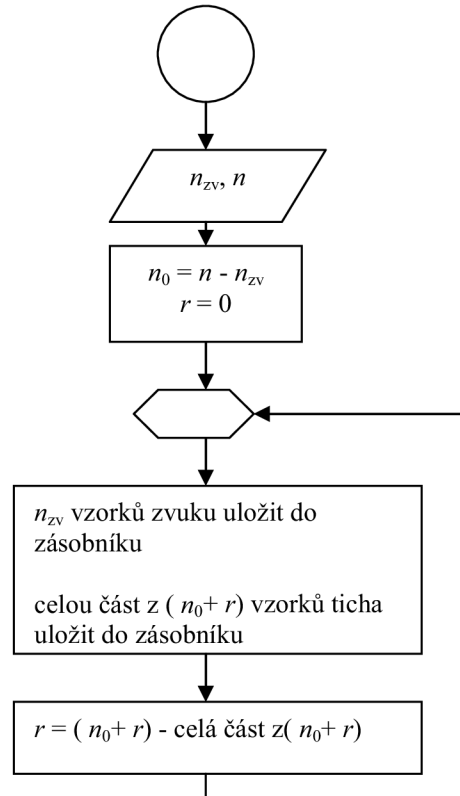 n_zv, n
n_0 = n - n_zv
r = 0
n_zv vzorků zvuku uložit do
zásobníku
celou část z ( n_0+ r) vzorků ticha
uložit do zásobníku
r = ( n_0+ r) - celá část z( n_0+ r)